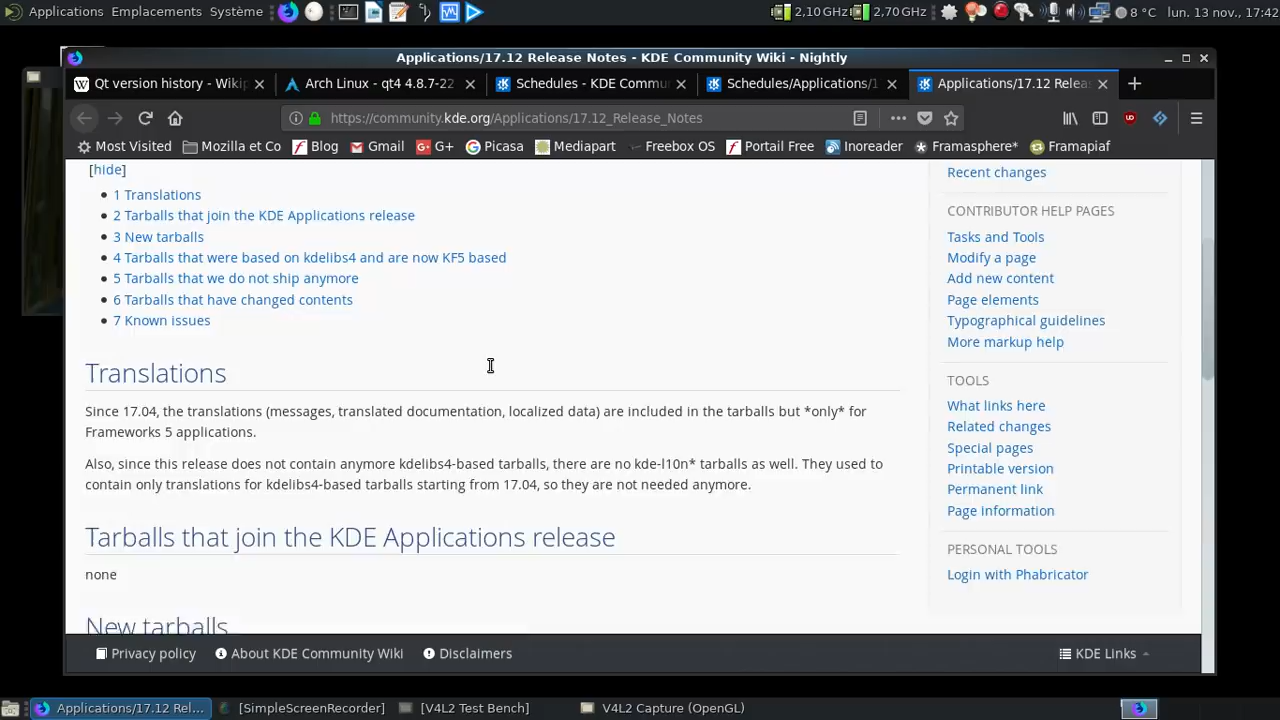 Applications Emplacements Système 2,10 GHz 2,70 GHz 8 °C lun. 13 nov., 17:42
Applications/17.12 Release Notes - KDE Community Wiki - Nightly
Qt version history - Wikip Arch Linux - qt4 4.8.7-22 Schedules - KDE Commu Schedules/Applications/1 Applications/17.12 Relea
https://community.kde.org/Applications/17.12_Release_Notes
Most Visited Mozilla et Co Blog Gmail G+ Picasa Mediapart Freebox OS Portail Free Inoreader Framasphere* Framapiaf
[hide]
1 Translations
2 Tarballs that join the KDE Applications release
3 New tarballs
4 Tarballs that were based on kdelibs4 and are now KF5 based
5 Tarballs that we do not ship anymore
6 Tarballs that have changed contents
7 Known issues
Translations
Since 17.04, the translations (messages, translated documentation, localized data) are included in the tarballs but *only* for
Frameworks 5 applications.
Also, since this release does not contain anymore kdelibs4-based tarballs, there are no kde-l10n* tarballs as well. They used to
contain only translations for kdelibs4-based tarballs starting from 17.04, so they are not needed anymore.
Tarballs that join the KDE Applications release
none
New tarballs
Recent changes
CONTRIBUTOR HELP PAGES
Tasks and Tools
Modify a page
Add new content
Page elements
Typographical guidelines
More markup help
TOOLS
What links here
Related changes
Special pages
Printable version
Permanent link
Page information
PERSONAL TOOLS
Login with Phabricator
Privacy policy About KDE Community Wiki Disclaimers KDE Links
Applications/17.12 Rel... [SimpleScreenRecorder] [V4L2 Test Bench] V4L2 Capture (OpenGL)